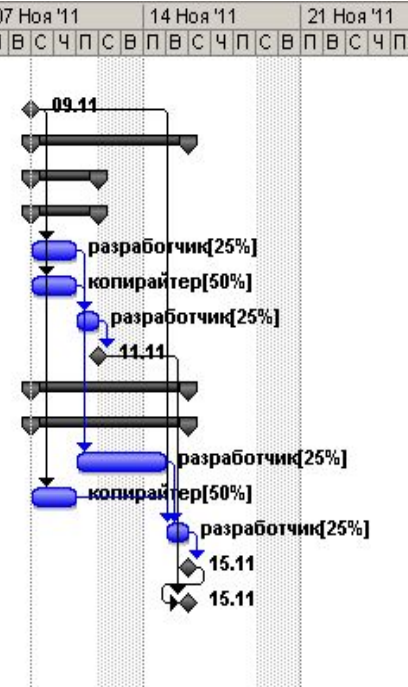 07 Ноя '11 14 Ноя '11 21 Ноя '11
В С Ч П С В П В С Ч П С В П В С Ч П
09.11
разработчик[25%]
копирайтер[50%]
разработчик[25%]
11.11
разработчик[25%]
копирайтер[50%]
разработчик[25%]
15.11
15.11